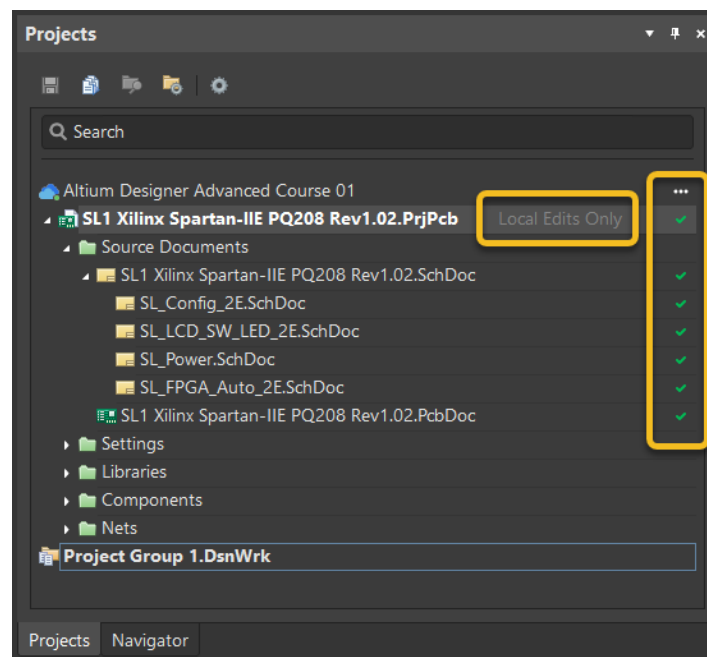 Projects
Search
Altium Designer Advanced Course 01
SL1 Xilinx Spartan-IIE PQ208 Rev1.02.PrjPcb Local Edits Only
Source Documents
SL1 Xilinx Spartan-IIE PQ208 Rev1.02.SchDoc
SL_Config_2E.SchDoc
SL_LCD_SW_LED_2E.SchDoc
SL_Power.SchDoc
SL_FPGA_Auto_2E.SchDoc
SL1 Xilinx Spartan-IIE PQ208 Rev1.02.PcbDoc
Settings
Libraries
Components
Nets
Project Group 1.DsnWrk
Projects Navigator